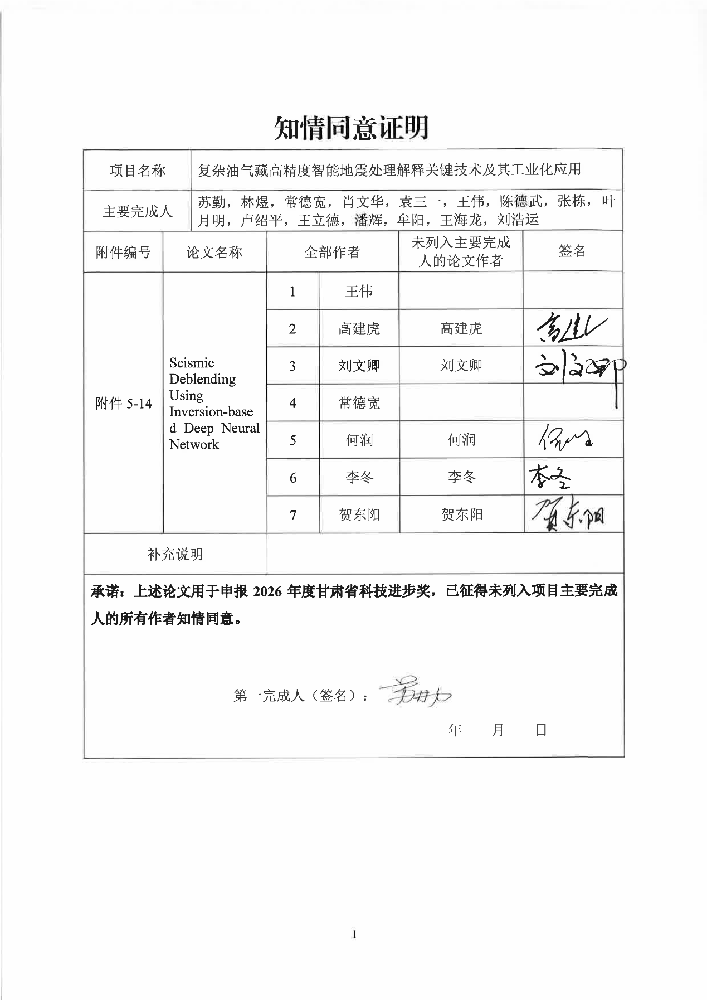 知情同意证明
项目名称
复杂油气藏高精度智能地震处理解释关键技术及其工业化应用
主要完成人
苏勤，林煜，常德宽，肖文华，袁三一，王伟，陈德武，张栋，叶
月明，卢绍平，王立德，潘辉，牟阳，王海龙，刘浩运
附件编号
论文名称
全部作者
未列入主要完成
人的论文作者
签名
附件 5-14
Seismic
Deblending
Using
Inversion-base
d Deep Neural
Network
1 王伟
2 高建虎 高建虎 高建虎
3 刘文卿 刘文卿 刘文卿
4 常德宽
5 何润 何润 何润
6 李冬 李冬 李冬
7 贺东阳 贺东阳 贺东阳
补充说明
承诺：上述论文用于申报 2026 年度甘肃省科技进步奖，已征得未列入项目主要完成
人的所有作者知情同意。
第一完成人（签名）： 苏勤
年 月 日
1